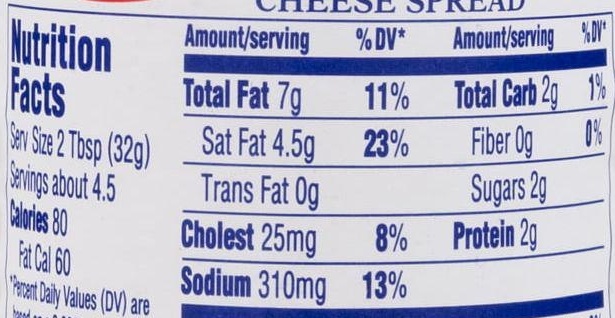 CHEESE SPREAD
Nutrition
Facts
Serv Size 2 Tbsp (32g)
Servings about 4.5
Calories 80
Fat Cal 60
*Percent Daily Values (DV) are
Amount/serving %DV*
Total Fat 7g 11%
Sat Fat 4.5g 23%
Trans Fat 0g
Cholest 25mg 8%
Sodium 310mg 13%
Amount/serving %DV*
Total Carb 2g 1%
Fiber 0g 0%
Sugars 2g
Protein 2g